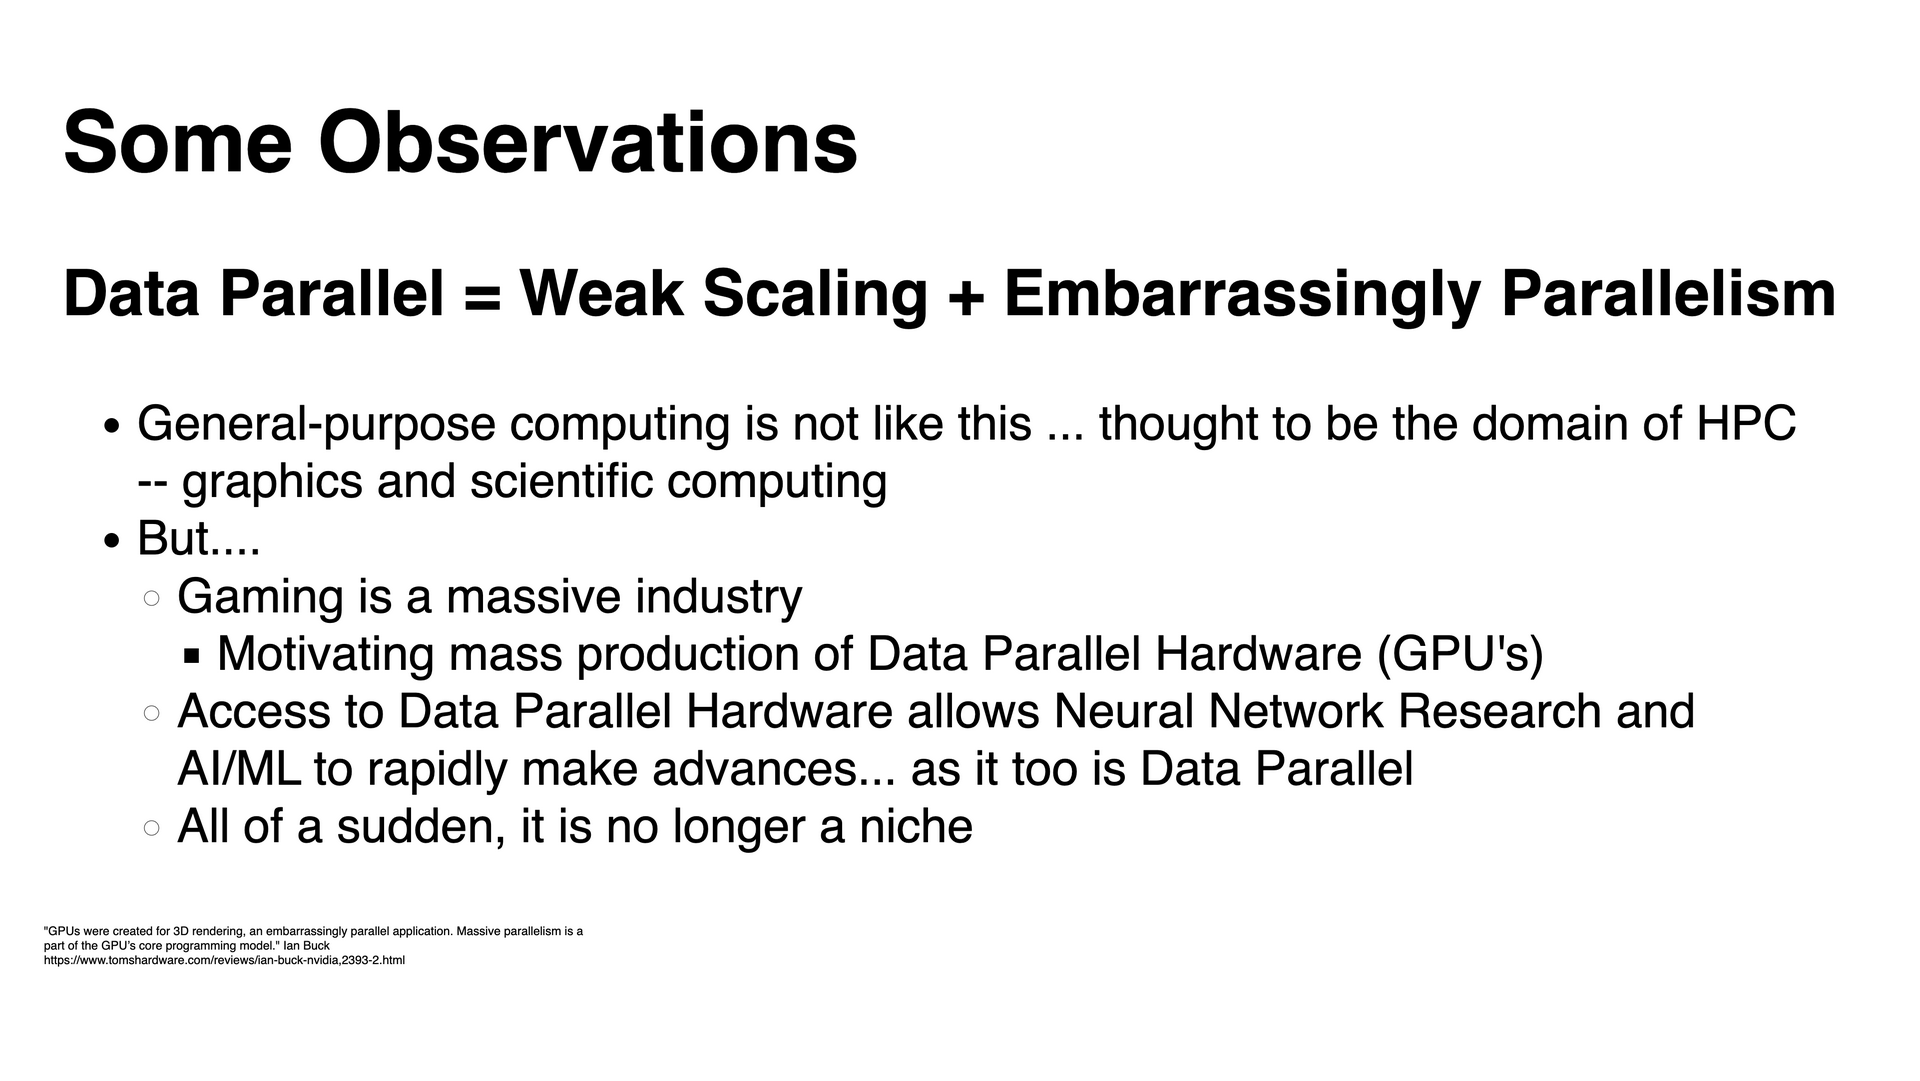 Some Observations
Data Parallel = Weak Scaling + Embarrassingly Parallelism
• General-purpose computing is not like this ... thought to be the domain of HPC
-- graphics and scientific computing
• But....
○ Gaming is a massive industry
▪ Motivating mass production of Data Parallel Hardware (GPU's)
○ Access to Data Parallel Hardware allows Neural Network Research and
AI/ML to rapidly make advances... as it too is Data Parallel
○ All of a sudden, it is no longer a niche
"GPUs were created for 3D rendering, an embarrassingly parallel application. Massive parallelism is a
part of the GPU's core programming model." Ian Buck
https://www.tomshardware.com/reviews/ian-buck-nvidia,2393-2.html